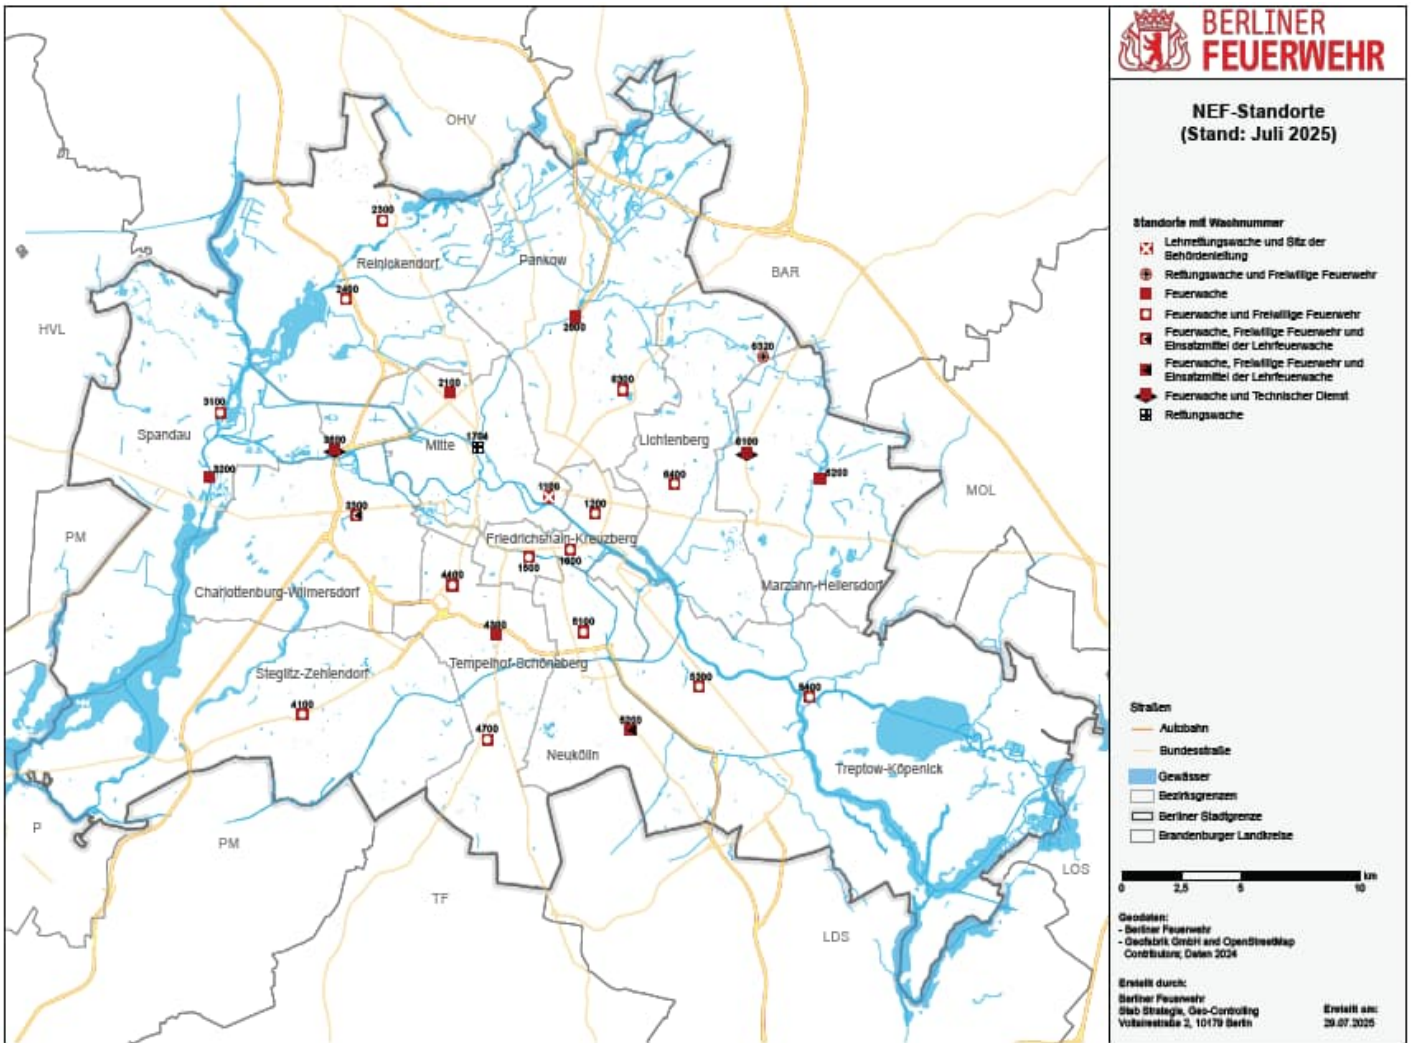 BERLINER
FEUERWEHR
NEF-Standorte
(Stand: Juli 2025)
Standorte mit Wachnummer
Lehrrettungswache und Sitz der
Behördenleitung
Rettungswache und Freiwillige Feuerwehr
Feuerwache
Feuerwache und Freiwillige Feuerwehr
Feuerwache, Freiwillige Feuerwehr und
Einsatzmittel der Lehrfeuerwache
Feuerwache, Freiwillige Feuerwehr und
Einsatzmittel der Lehrfeuerwache
Feuerwache und Technischer Dienst
Rettungswache
Straßen
Autobahn
Bundesstraße
Gewässer
Bezirksgrenzen
Berliner Stadtgrenze
Brandenburger Landkreise
km
0 2,5 5 10
Geodaten:
- Berliner Feuerwehr
- Geofabrik GmbH and OpenStreetMap
Contributors; Daten 2024
Erstellt durch:
Berliner Feuerwehr
Stab Strategie, Geo-Controlling
Voltairestraße 2, 10179 Berlin
Erstellt am:
29.07.2025
OHV
2300
Reinickendorf
Pankow
BAR
2400
HVL
6320
2100
6300
3100
Spandau
Mitte
1704
Lichtenberg
6100
3200
6400
6200
MOL
1100
1200
PM
Friedrichshain-Kreuzberg
1500
1600
4400
Charlottenburg-Wilmersdorf
Marzahn-Hellersdorf
4300
5100
Tempelhof-Schöneberg
Steglitz-Zehlendorf
4100
5300
5400
4700
5200
Neukölln
Treptow-Köpenick
P
PM
TF
LDS
LOS